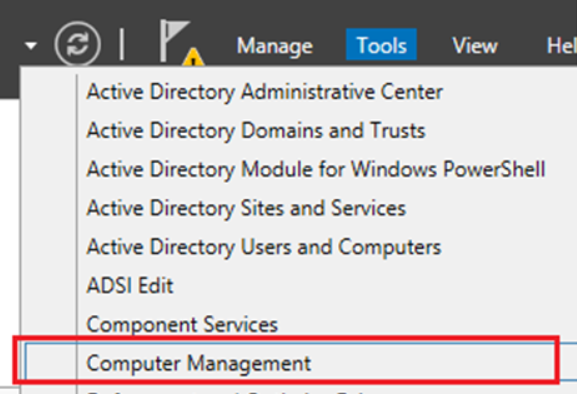 Manage Tools View Hel
Active Directory Administrative Center
Active Directory Domains and Trusts
Active Directory Module for Windows PowerShell
Active Directory Sites and Services
Active Directory Users and Computers
ADSI Edit
Component Services
Computer Management